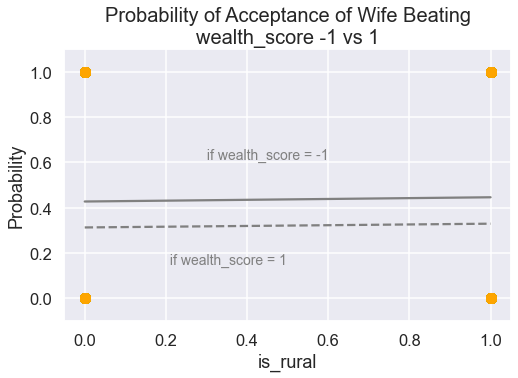 Probability of Acceptance of Wife Beating
wealth_score -1 vs 1
1.0
0.8
0.6
0.4
0.2
0.0
Probability
if wealth_score = -1
if wealth_score = 1
0.0 0.2 0.4 0.6 0.8 1.0
is_rural